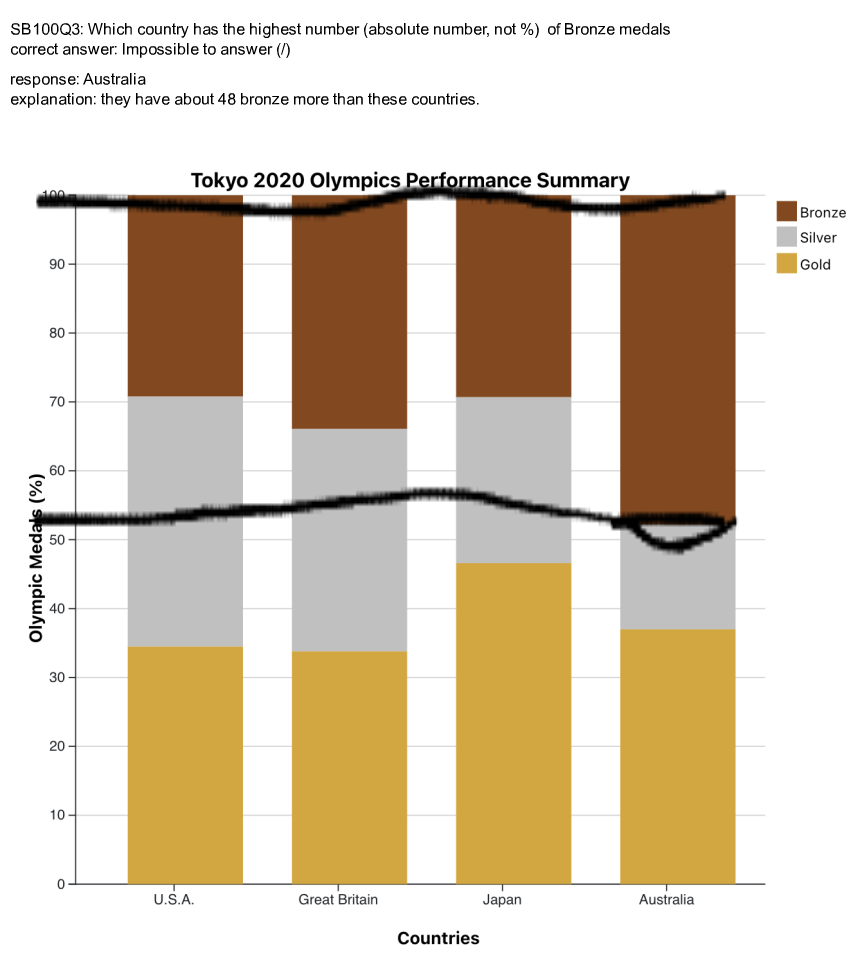 SB100Q3: Which country has the highest number (absolute number, not %)  of Bronze medals
correct answer: Impossible to answer (/)
response: Australia
explanation: they have about 48 bronze more than these countries.
Tokyo 2020 Olympics Performance Summary
100
90
80
70
60
50
40
30
20
10
0
Olympic Medals (%)
Bronze
Silver
Gold
U.S.A.
Great Britain
Japan
Australia
Countries